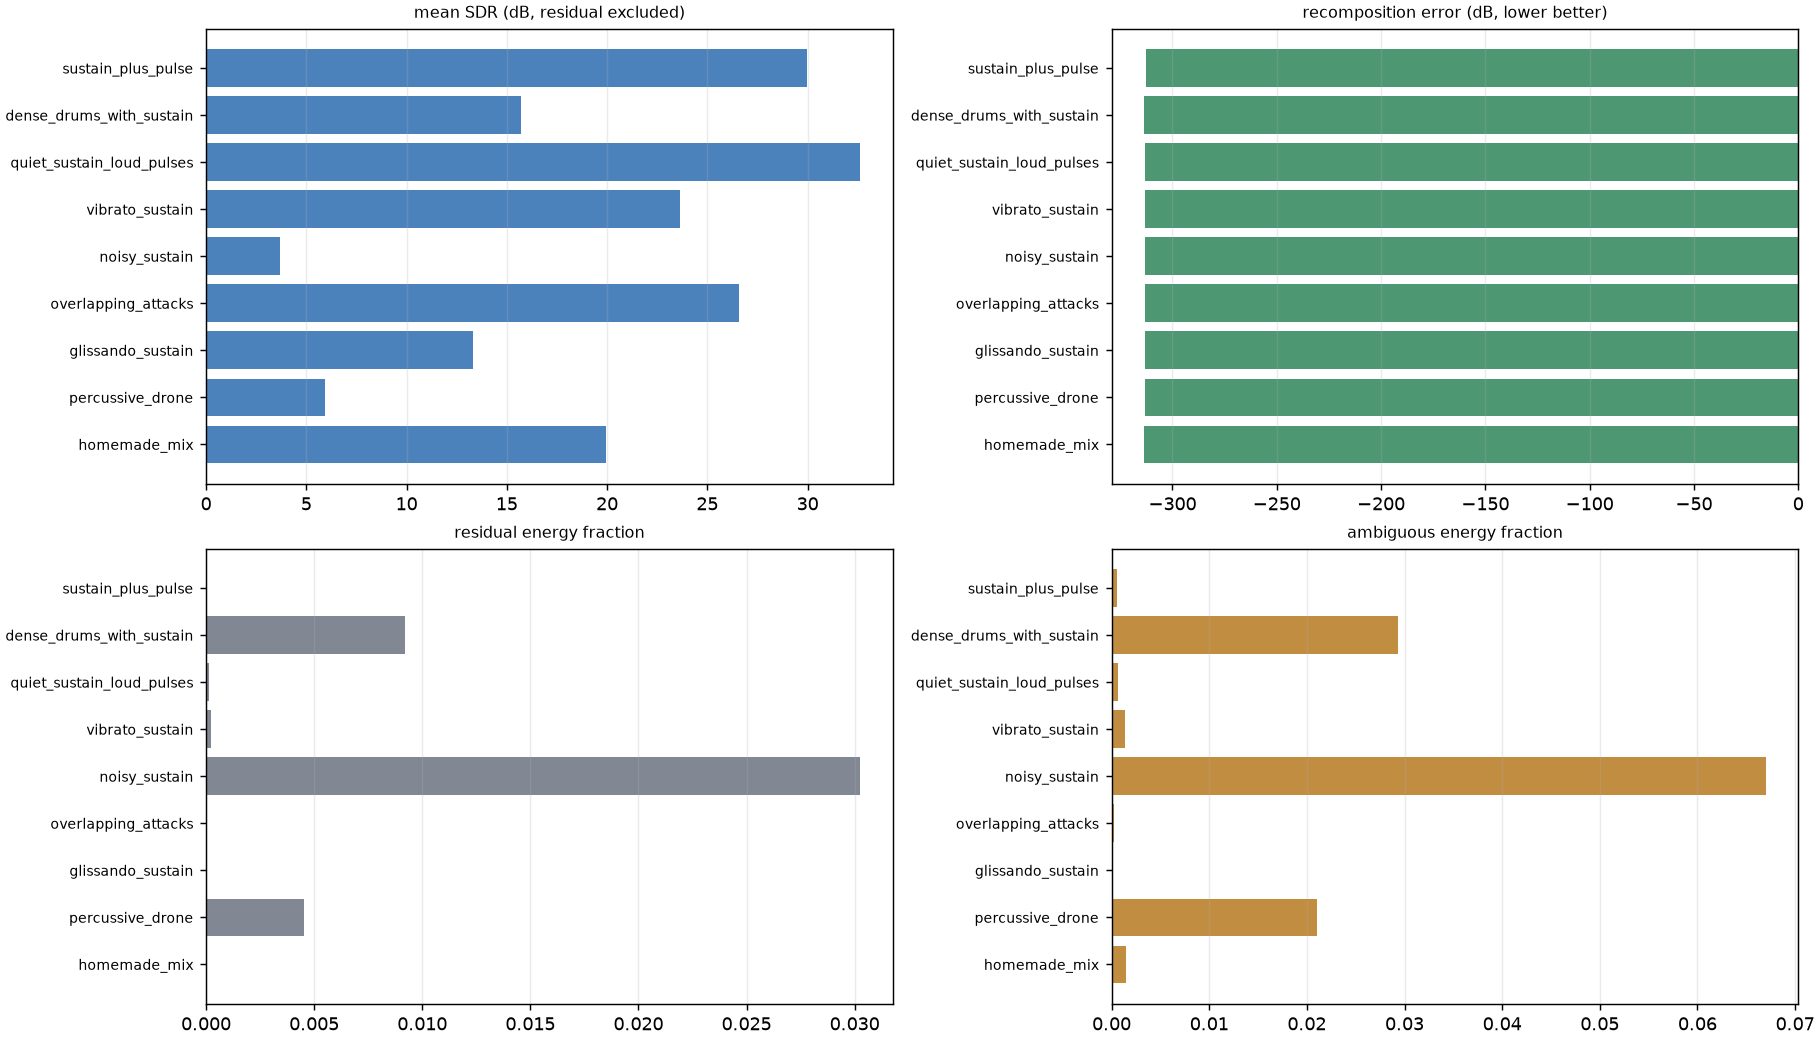 mean SDR (dB, residual excluded)
sustain_plus_pulse
dense_drums_with_sustain
quiet_sustain_loud_pulses
vibrato_sustain
noisy_sustain
overlapping_attacks
glissando_sustain
percussive_drone
homemade_mix
0 5 10 15 20 25 30
recomposition error (dB, lower better)
sustain_plus_pulse
dense_drums_with_sustain
quiet_sustain_loud_pulses
vibrato_sustain
noisy_sustain
overlapping_attacks
glissando_sustain
percussive_drone
homemade_mix
−300 −250 −200 −150 −100 −50 0
residual energy fraction
sustain_plus_pulse
dense_drums_with_sustain
quiet_sustain_loud_pulses
vibrato_sustain
noisy_sustain
overlapping_attacks
glissando_sustain
percussive_drone
homemade_mix
0.000 0.005 0.010 0.015 0.020 0.025 0.030
ambiguous energy fraction
sustain_plus_pulse
dense_drums_with_sustain
quiet_sustain_loud_pulses
vibrato_sustain
noisy_sustain
overlapping_attacks
glissando_sustain
percussive_drone
homemade_mix
0.00 0.01 0.02 0.03 0.04 0.05 0.06 0.07